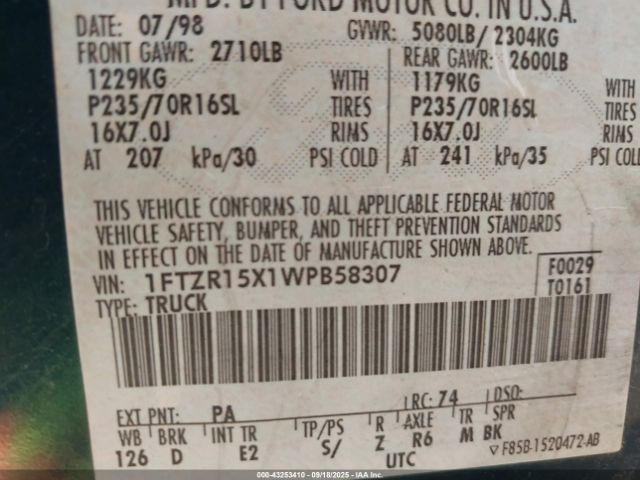 MFD. BY FORD MOTOR CO. IN U.S.A.
DATE: 07/98 GVWR: 5080LB/ 2304KG
FRONT GAWR: 2710LB REAR GAWR: 2600LB
1229KG WITH 1179KG WITH
P235/70R16SL TIRES P235/70R16SL TIRES
16X7.0J RIMS 16X7.0J RIMS
AT 207 kPa/30 PSI COLD AT 241 kPa/35
THIS VEHICLE CONFORMS TO ALL APPLICABLE FEDERAL MOTOR
VEHICLE SAFETY, BUMPER, AND THEFT PREVENTION STANDARDS
IN EFFECT ON THE DATE OF MANUFACTURE SHOWN ABOVE.
VIN: 1FTZR15X1WPB58307 F0029
TYPE: TRUCK T0161
EXT PNT: PA RC: 74 DSO:
WB BRK INT TR TP/PS R AXLE TR SPR
126 D E2 S/ Z R6 M BK
UTC F85B-1520472-AB
000-43253410 - 09/18/2025 - IAAI.COM